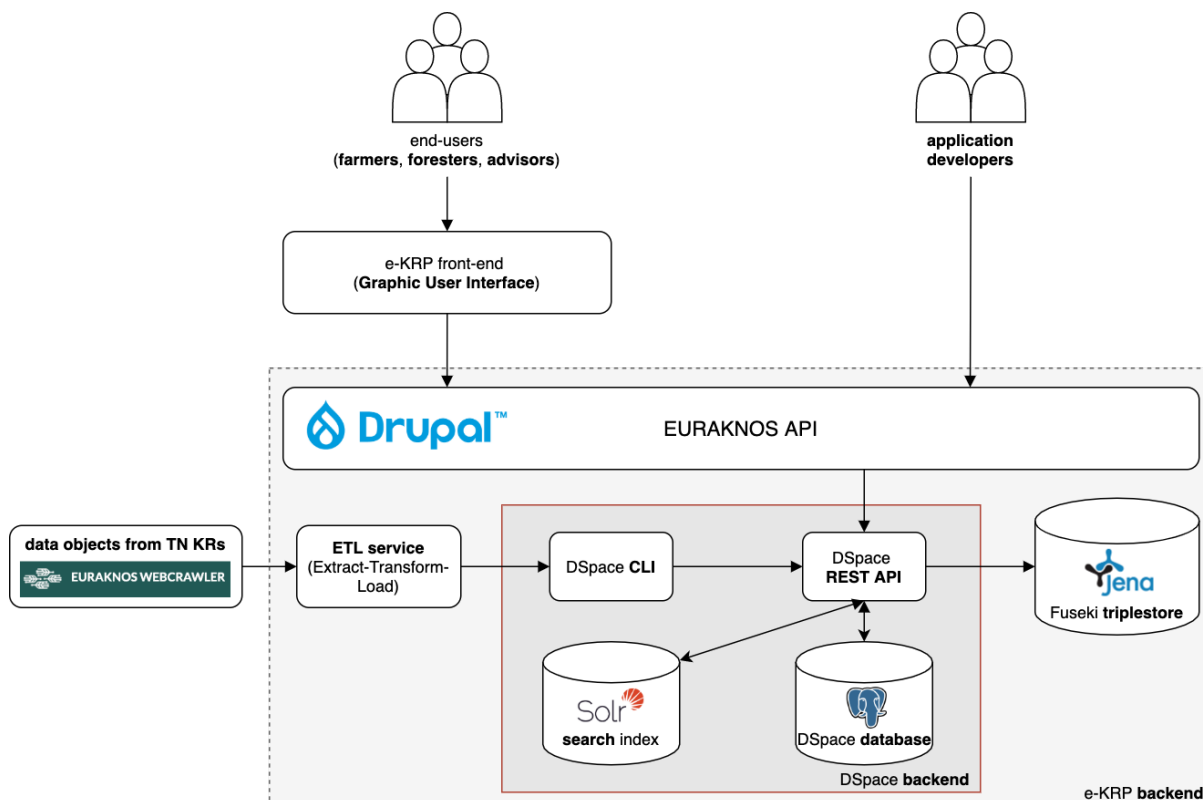 end-users
(farmers, foresters, advisors)
application
developers
e-KRP front-end
(Graphic User Interface)
Drupal™
EURAKNOS API
data objects from TN KRs
EURAKNOS WEBCRAWLER
ETL service
(Extract-Transform-
Load)
DSpace CLI
DSpace
REST API
Jena
Fuseki triplestore
Solr
search index
DSpace database
DSpace backend
e-KRP backend